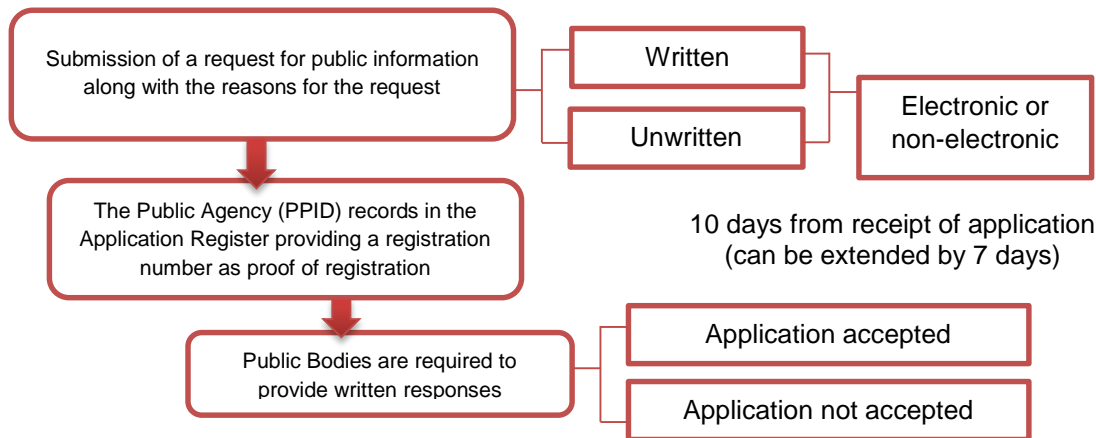 Submission of a request for public information
along with the reasons for the request
Written
Unwritten
Electronic or
non-electronic
The Public Agency (PPID) records in the
Application Register providing a registration
number as proof of registration
10 days from receipt of application
(can be extended by 7 days)
Public Bodies are required to
provide written responses
Application accepted
Application not accepted